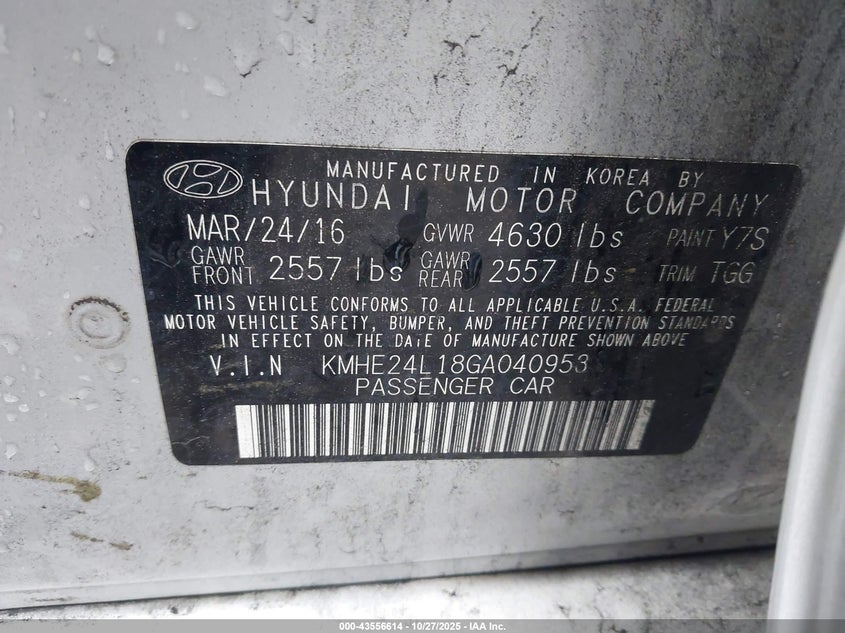 MANUFACTURED IN KOREA BY
HYUNDAI MOTOR COMPANY
MAR/24/16 GVWR 4630 lbs PAINT Y7S
GAWR FRONT 2557 lbs GAWR REAR 2557 lbs TRIM TGG
THIS VEHICLE CONFORMS TO ALL APPLICABLE U.S.A. FEDERAL
MOTOR VEHICLE SAFETY, BUMPER, AND THEFT PREVENTION STANDARDS
IN EFFECT ON THE DATE OF MANUFACTURE SHOWN ABOVE
V.I.N KMHE24L18GA040953
PASSENGER CAR
000-43556614 - 10/27/2025 - IAA Inc.